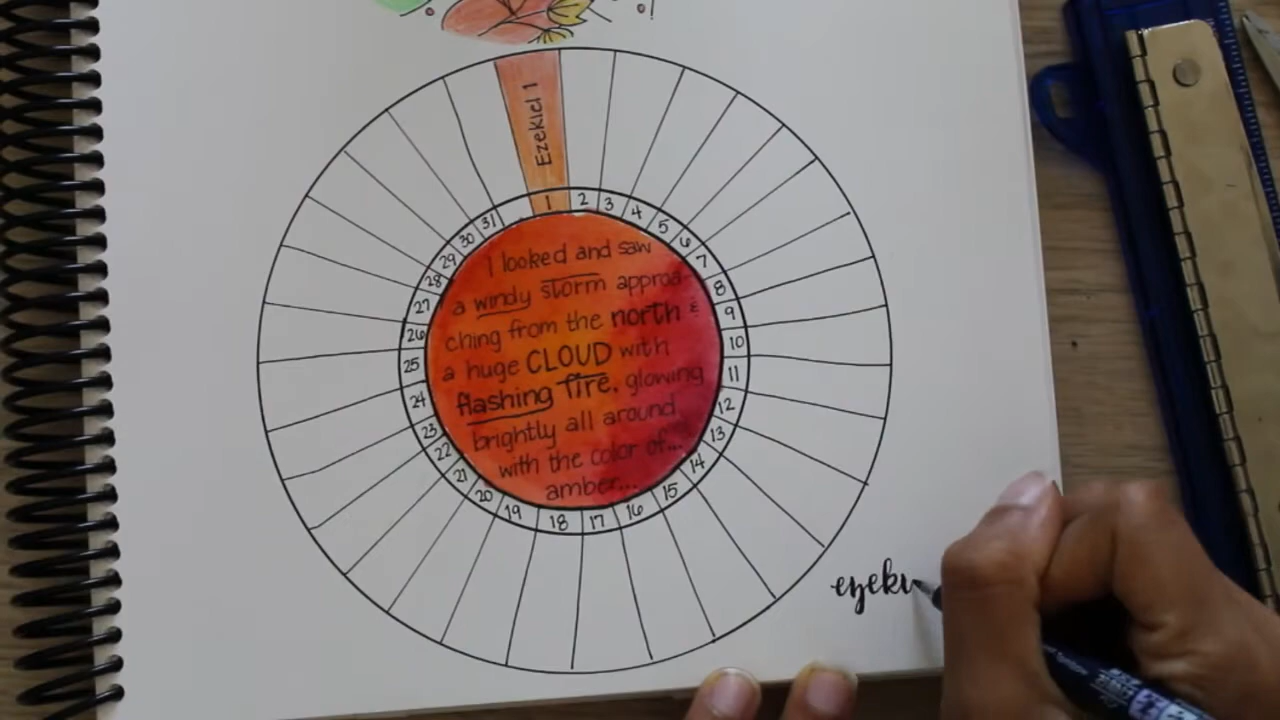 Ezekiel 1
1 2 3 4 5 6 7 8 9 10 11 12 13 14 15 16 17 18 19 20 21 22 23 24 25 26 27 28 29 30 31
I looked and saw
a windy storm approa-
ching from the north &
a huge CLOUD with
flashing fire, glowing
brightly all around
with the color of...
amber...
ezeki